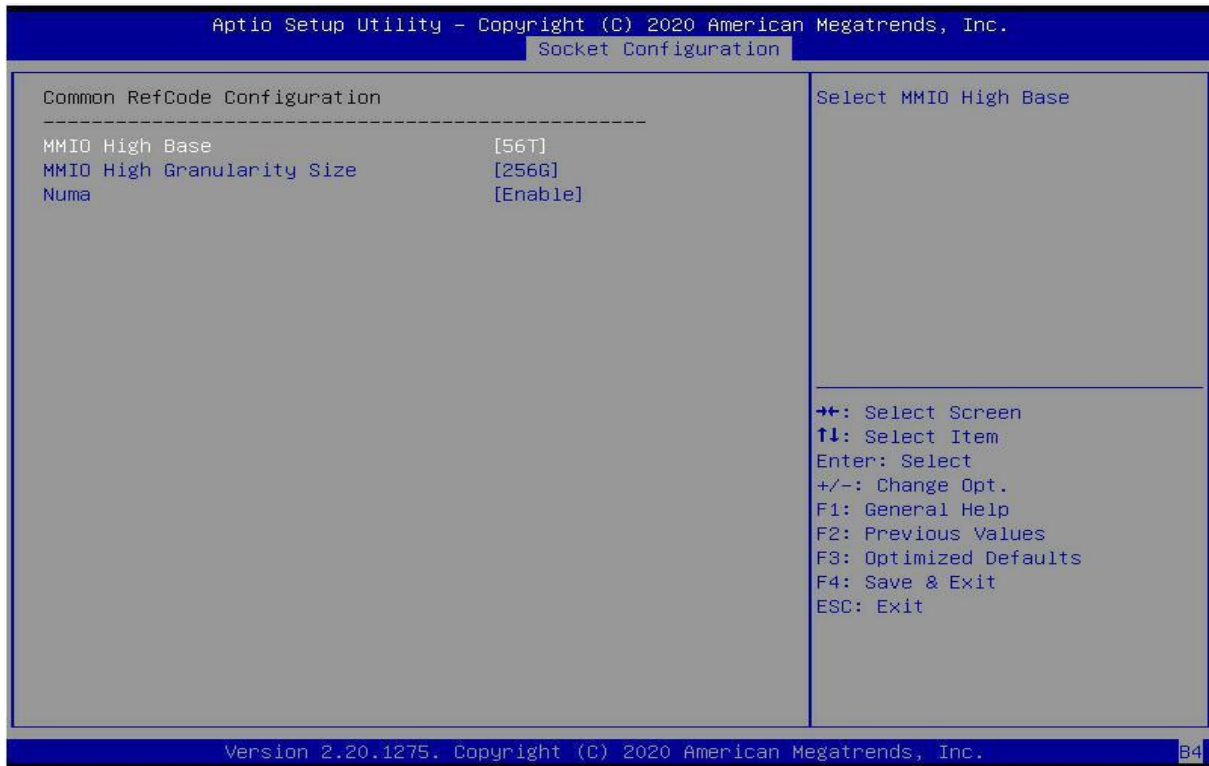 Aptio Setup Utility – Copyright (C) 2020 American Megatrends, Inc.
Socket Configuration
Common RefCode Configuration
--------------------------------------------------
MMIO High Base [56T]
MMIO High Granularity Size [256G]
Numa [Enable]
Select MMIO High Base
→←: Select Screen
↑↓: Select Item
Enter: Select
+/-: Change Opt.
F1: General Help
F2: Previous Values
F3: Optimized Defaults
F4: Save & Exit
ESC: Exit
Version 2.20.1275. Copyright (C) 2020 American Megatrends, Inc.
B4